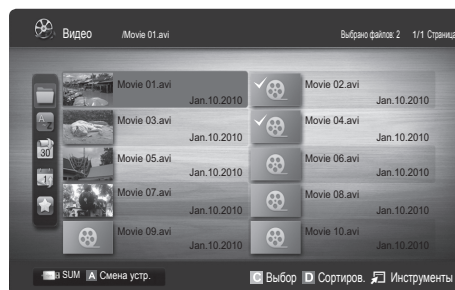 Видео /Movie 01.avi Выбрано файлов: 2 1/1 Страница
Movie 01.avi Jan.10.2010
Movie 02.avi Jan.10.2010
Movie 03.avi Jan.10.2010
Movie 04.avi Jan.10.2010
Movie 05.avi Jan.10.2010
Movie 06.avi Jan.10.2010
Movie 07.avi Jan.10.2010
Movie 08.avi Jan.10.2010
Movie 09.avi Jan.10.2010
Movie 10.avi Jan.10.2010
A Z
30
1
SUM A Смена устр. C Выбор D Сортиров. Инструменты